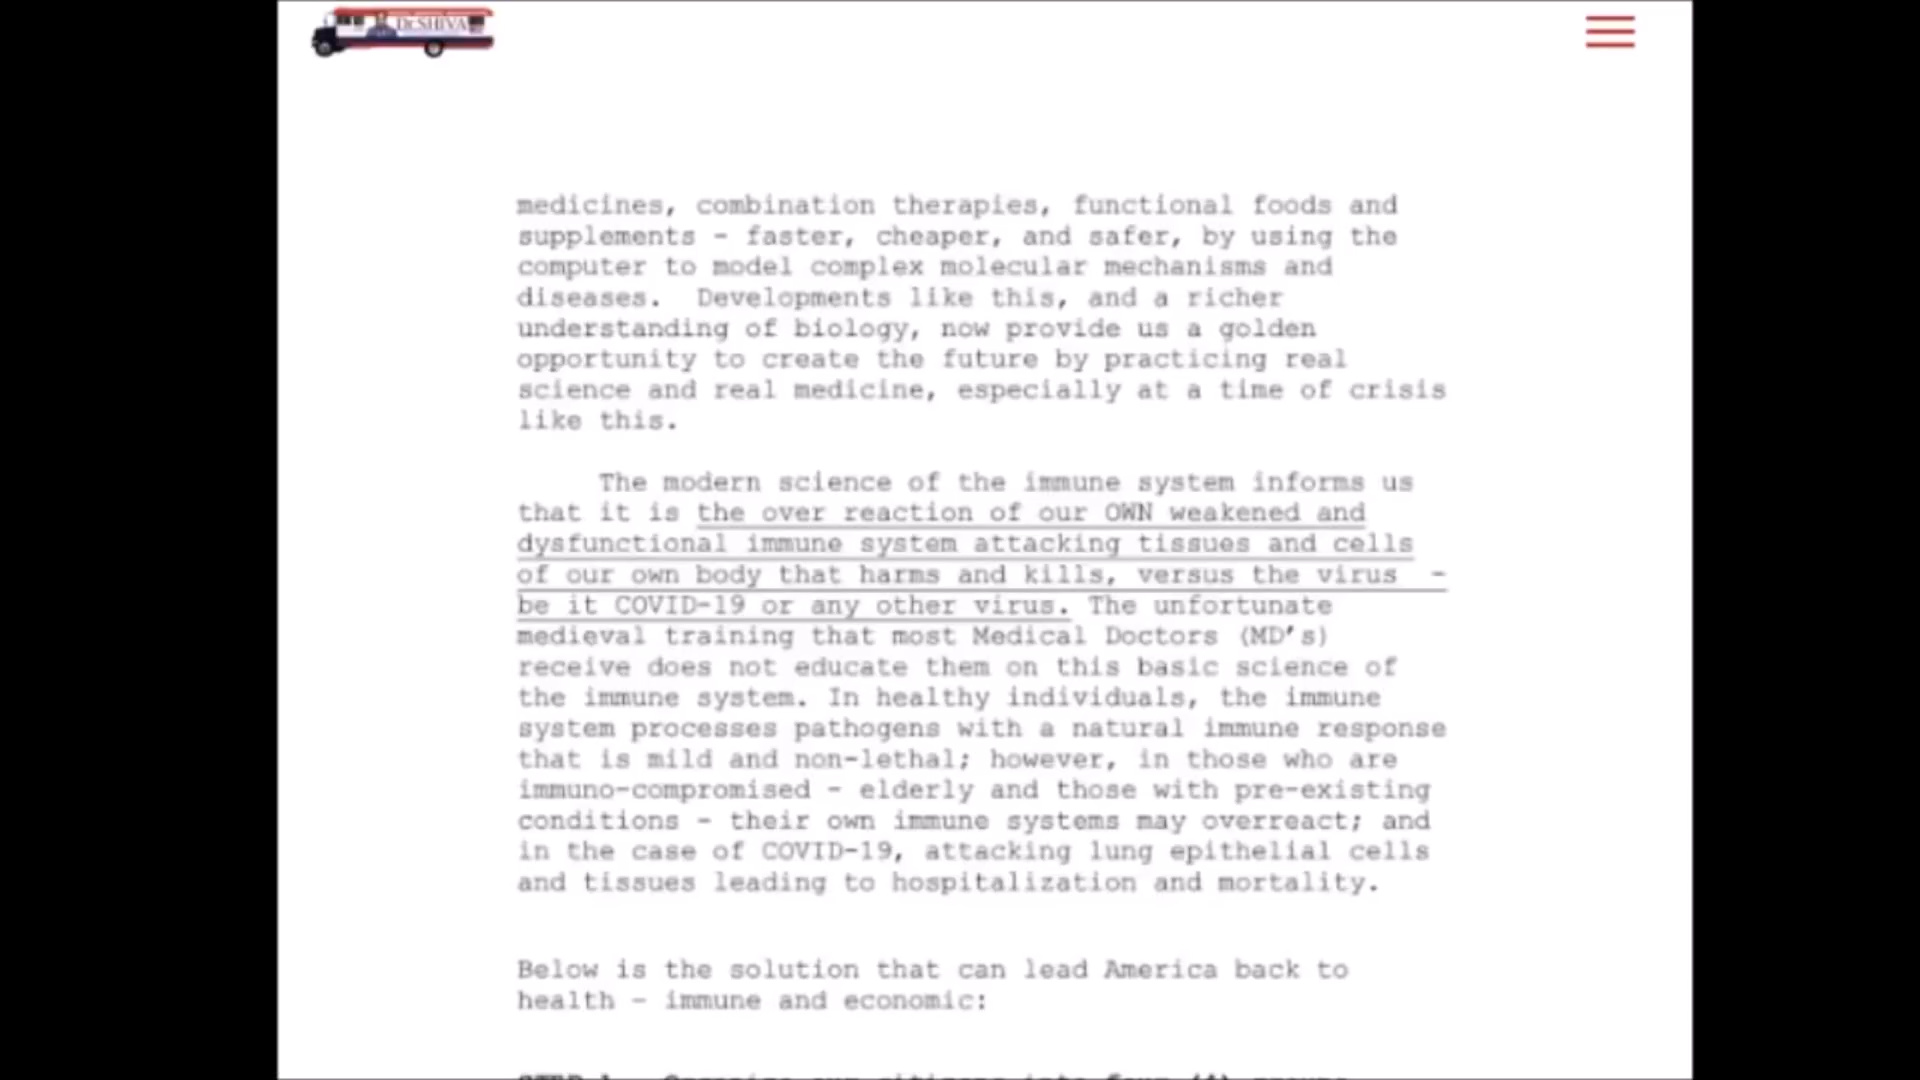 Dr.SHIVA
medicines, combination therapies, functional foods and
supplements - faster, cheaper, and safer, by using the
computer to model complex molecular mechanisms and
diseases.  Developments like this, and a richer
understanding of biology, now provide us a golden
opportunity to create the future by practicing real
science and real medicine, especially at a time of crisis
like this.
The modern science of the immune system informs us
that it is the over reaction of our OWN weakened and
dysfunctional immune system attacking tissues and cells
of our own body that harms and kills, versus the virus  -
be it COVID-19 or any other virus. The unfortunate
medieval training that most Medical Doctors (MD's)
receive does not educate them on this basic science of
the immune system. In healthy individuals, the immune
system processes pathogens with a natural immune response
that is mild and non-lethal; however, in those who are
immuno-compromised - elderly and those with pre-existing
conditions - their own immune systems may overreact; and
in the case of COVID-19, attacking lung epithelial cells
and tissues leading to hospitalization and mortality.
Below is the solution that can lead America back to
health - immune and economic: